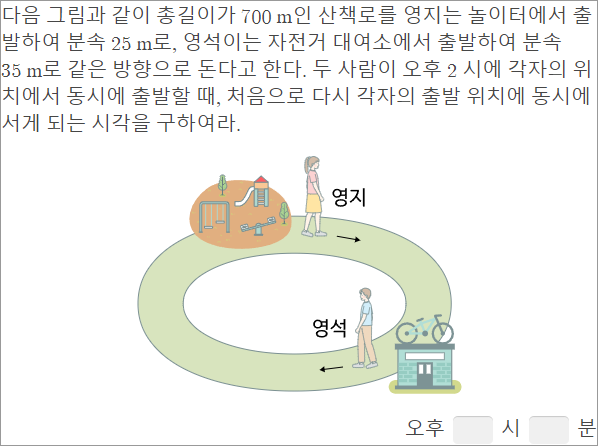 다음 그림과 같이 총길이가 700 m인 산책로를 영지는 놀이터에서 출
발하여 분속 25 m로, 영석이는 자전거 대여소에서 출발하여 분속
35 m로 같은 방향으로 돈다고 한다. 두 사람이 오후 2 시에 각자의 위
치에서 동시에 출발할 때, 처음으로 다시 각자의 출발 위치에 동시에
서게 되는 시각을 구하여라.
영지
영석
오후 시 분